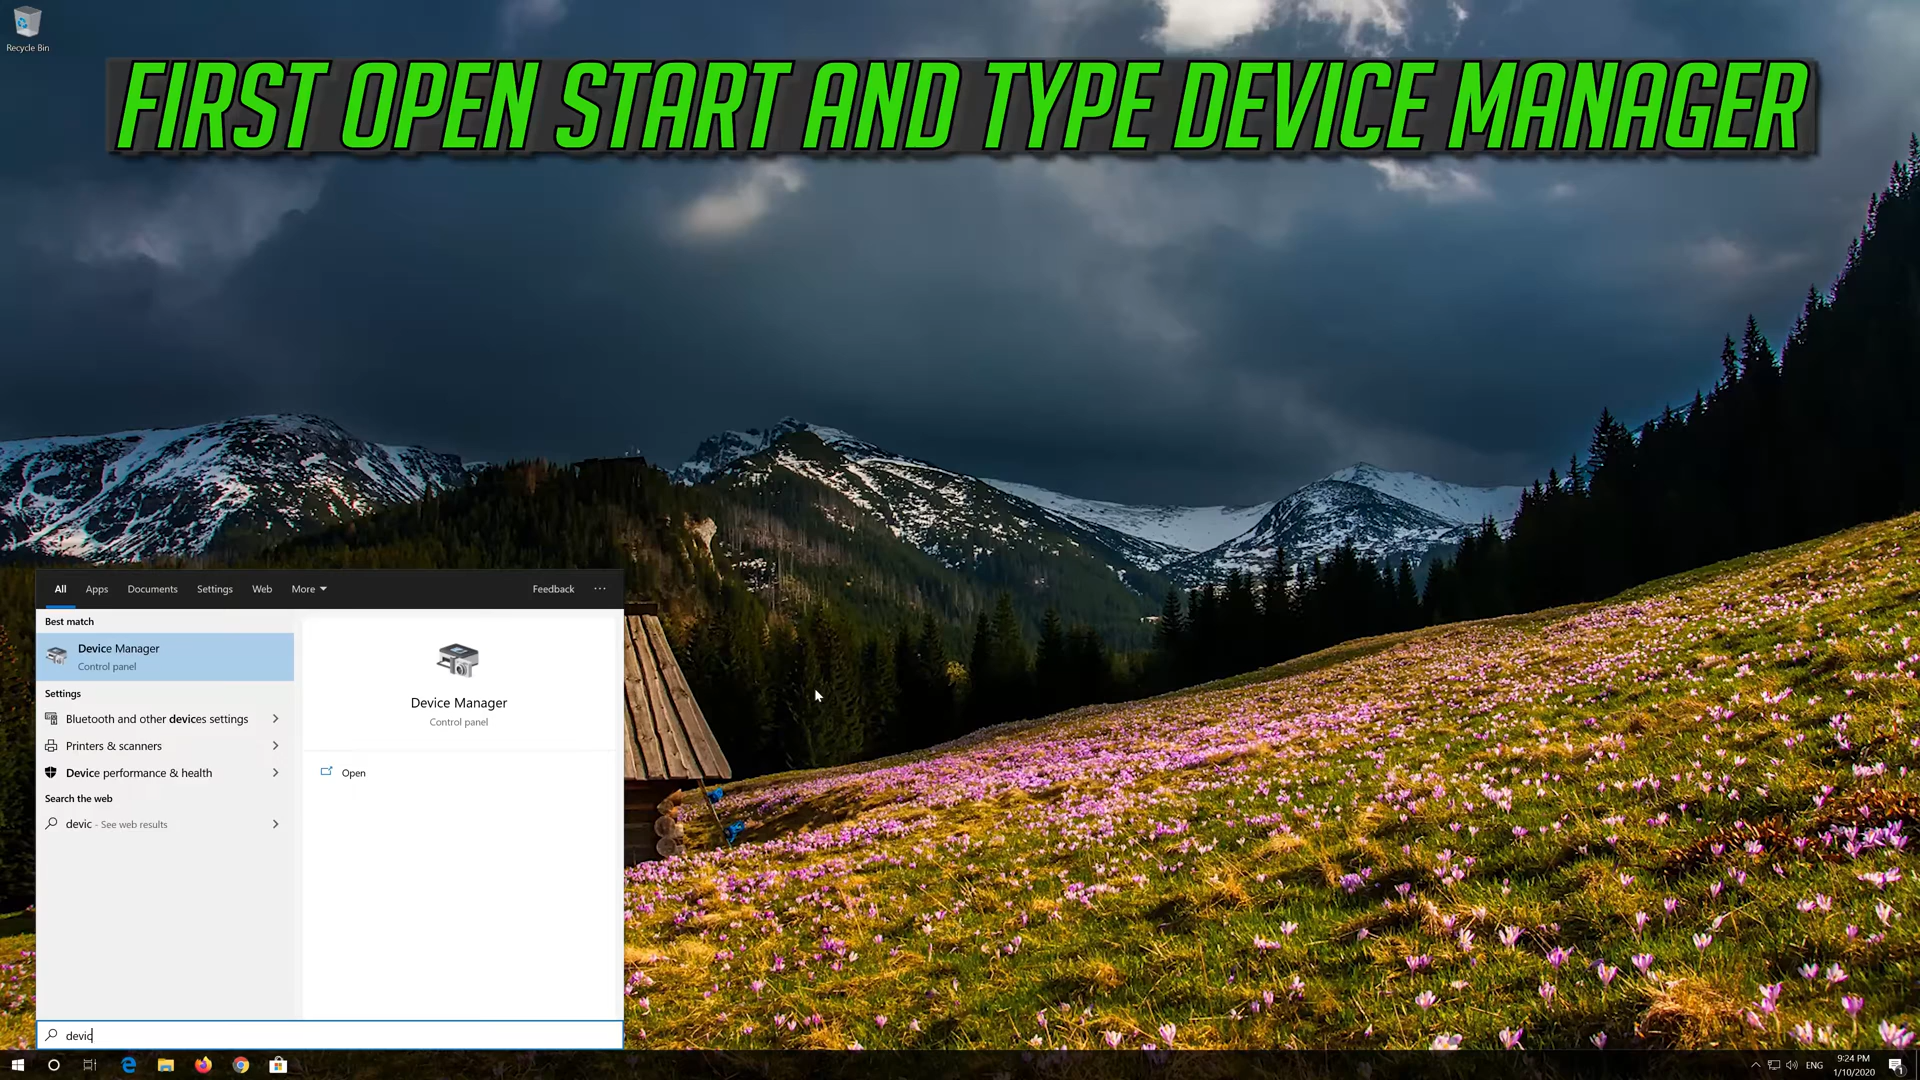 Recycle Bin
FIRST OPEN START AND TYPE DEVICE MANAGER
All Apps Documents Settings Web More Feedback ...
Best match
Device Manager
Control panel
Settings
Bluetooth and other devices settings
Printers & scanners
Device performance & health
Search the web
devic - See web results
Device Manager
Control panel
Open
devic
ENG
9:24 PM
1/10/2020
1